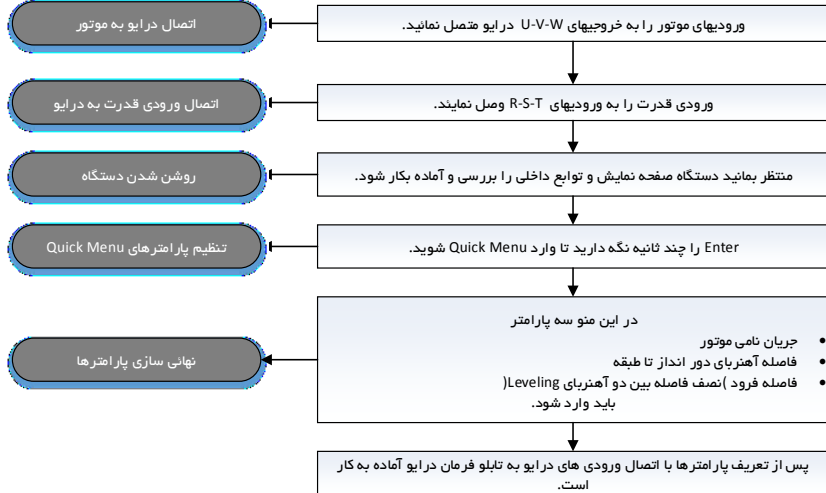 ورودیهای موتور را به خروجیهای U-V-W درایو متصل نمائید.
اتصال درایو به موتور
ورودی قدرت را به ورودیهای R-S-T وصل نمایند.
اتصال ورودی قدرت به درایو
منتظر بمانید دستگاه صفحه نمایش و توابع داخلی را بررسی و آماده بکار شود.
روشن شدن دستگاه
Enter را چند ثانیه نگه دارید تا وارد Quick Menu شوید.
تنظیم پارامترهای Quick Menu
در این منو سه پارامتر
• جریان نامی موتور
• فاصله آهنربای دور انداز تا طبقه
• فاصله فرود )نصف فاصله بین دو آهنربای Leveling(
باید وارد شود.
نهائی سازی پارامترها
پس از تعریف پارامترها با اتصال ورودی های درایو به تابلو فرمان درایو آماده به کار
است.